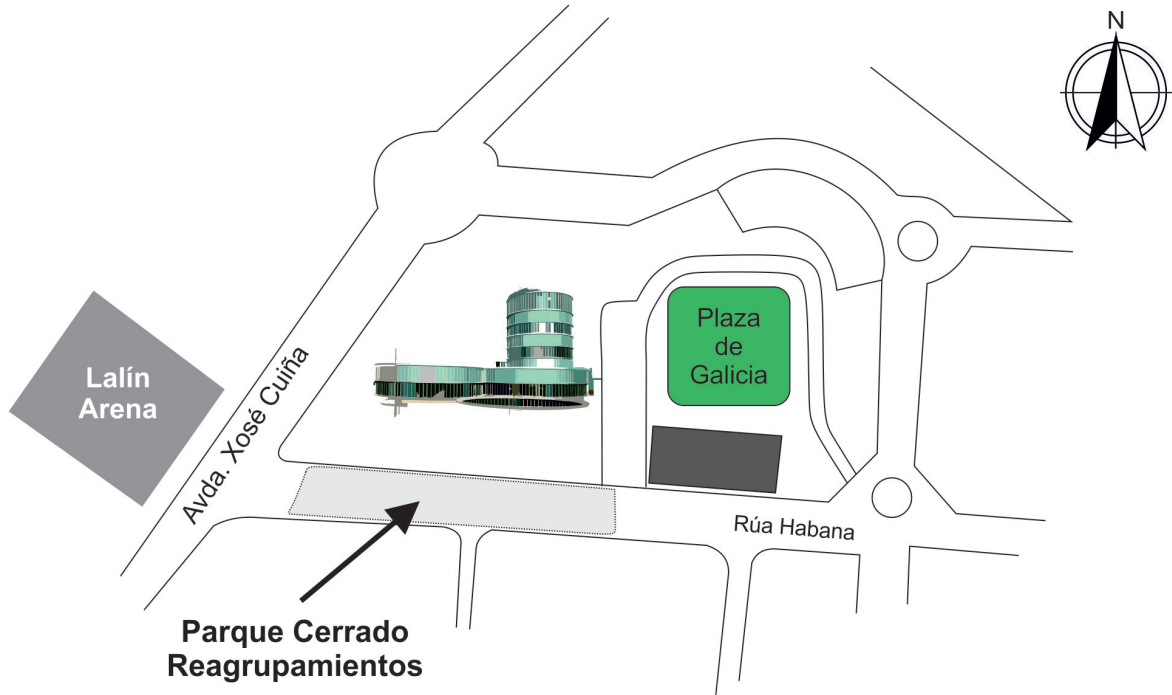 N
Plaza
de
Galicia
Lalín
Arena
Avda. Xosé Cuiña
Rúa Habana
Parque Cerrado
Reagrupamientos